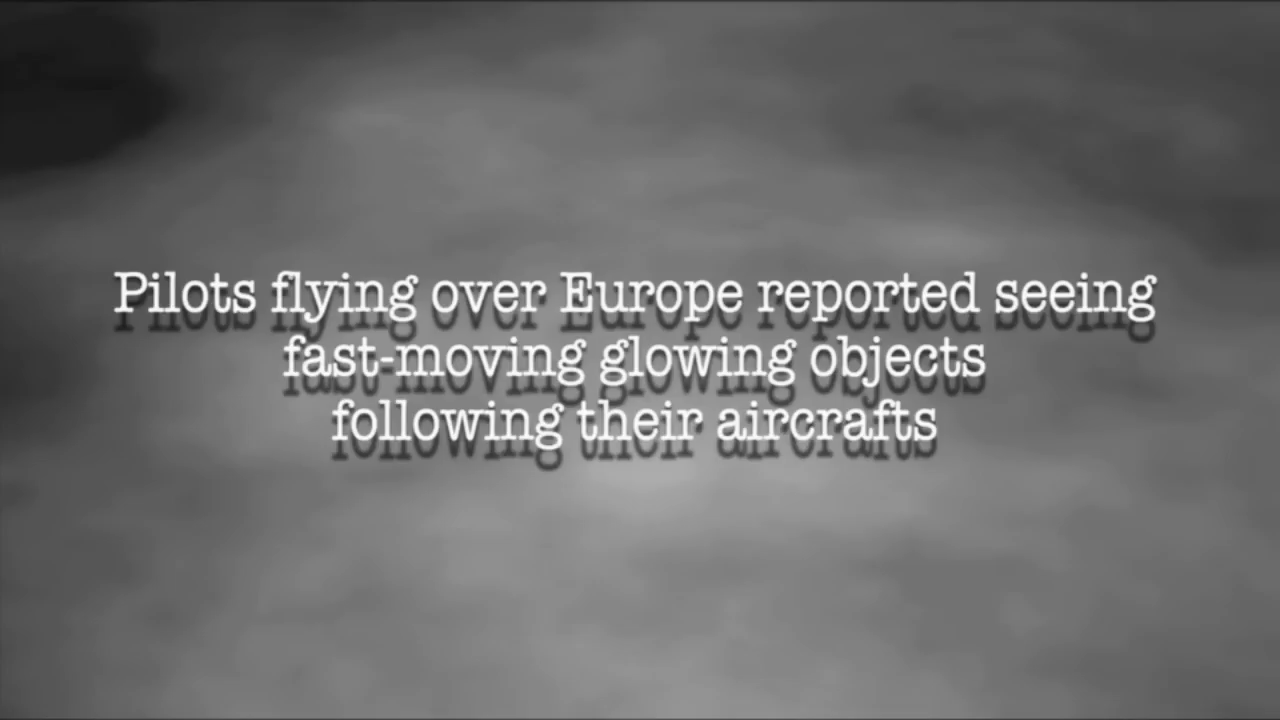 Pilots flying over Europe reported seeing
fast-moving glowing objects
following their aircrafts